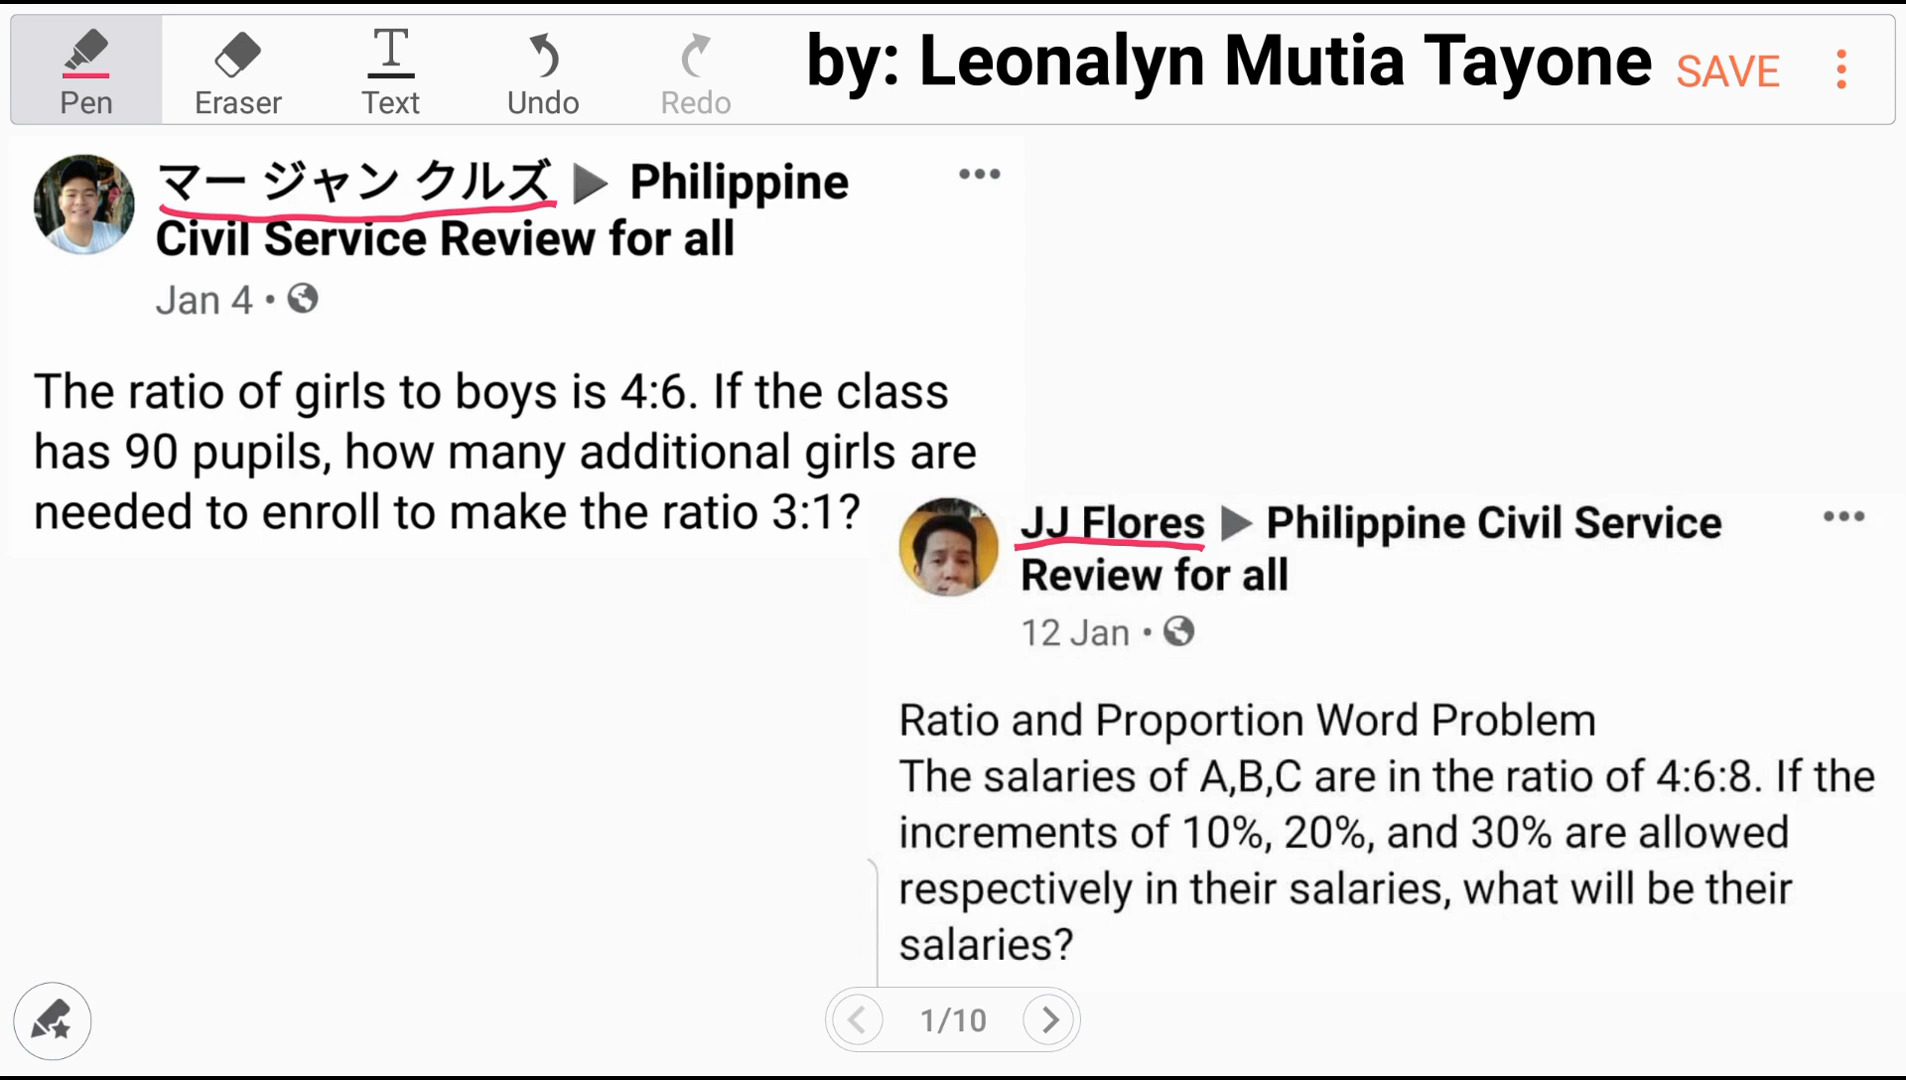 by: Leonalyn Mutia Tayone
Pen
Eraser
Text
Undo
Redo
SAVE
マー ジャン クルズ ▶ Philippine
Civil Service Review for all
Jan 4 •
The ratio of girls to boys is 4:6. If the class
has 90 pupils, how many additional girls are
needed to enroll to make the ratio 3:1?
JJ Flores ▶ Philippine Civil Service
Review for all
12 Jan •
Ratio and Proportion Word Problem
The salaries of A,B,C are in the ratio of 4:6:8. If the
increments of 10%, 20%, and 30% are allowed
respectively in their salaries, what will be their
salaries?
1/10